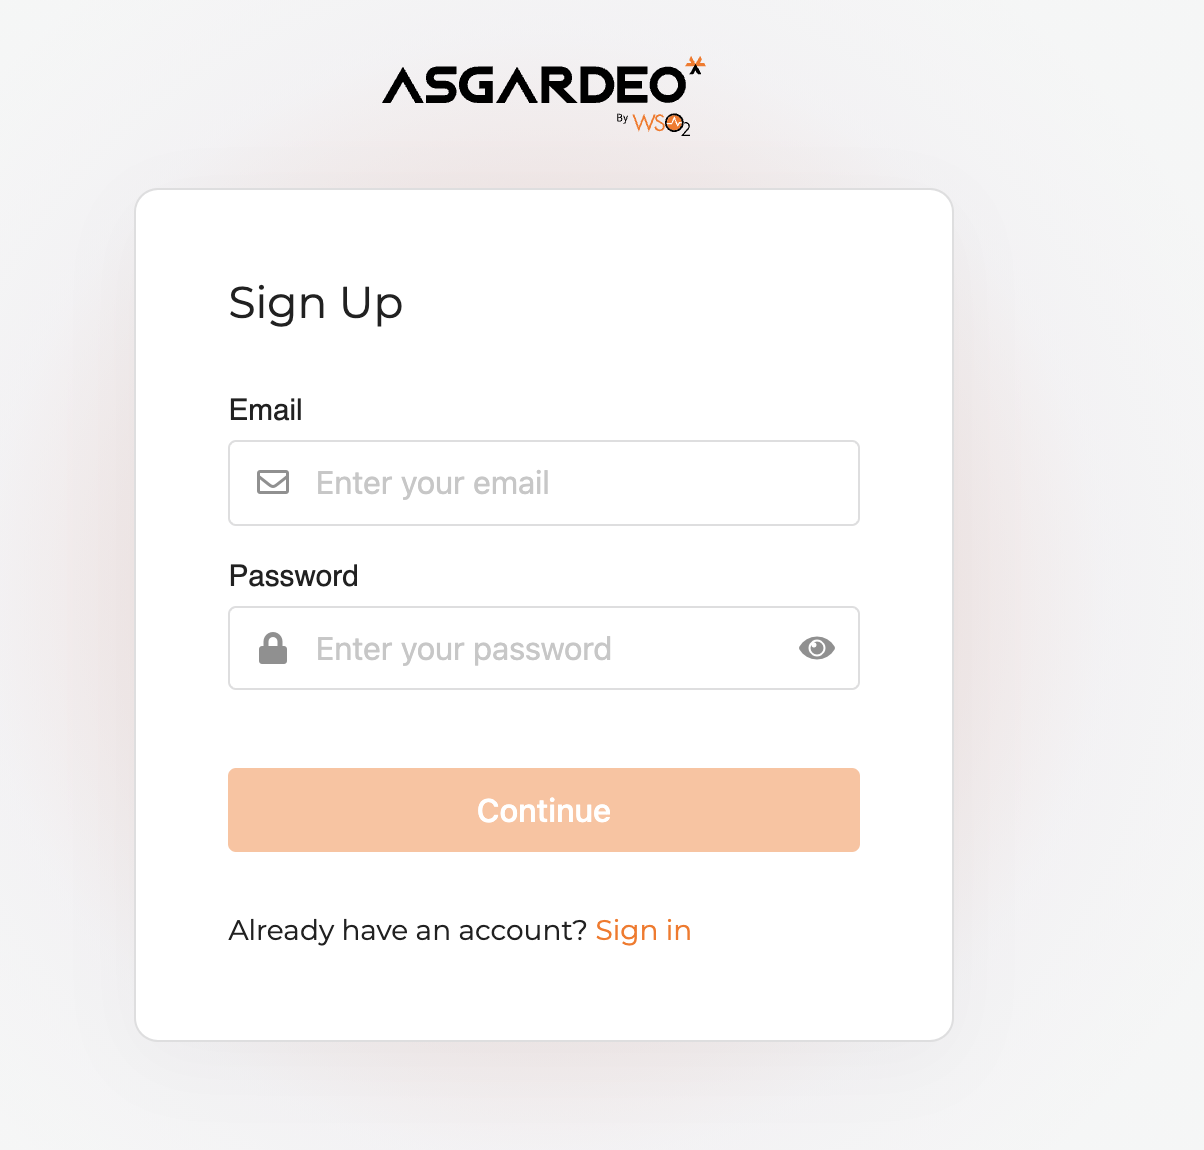 ASGARDEO
By WSO2
Sign Up
Email
Enter your email
Password
Enter your password
Continue
Already have an account? Sign in